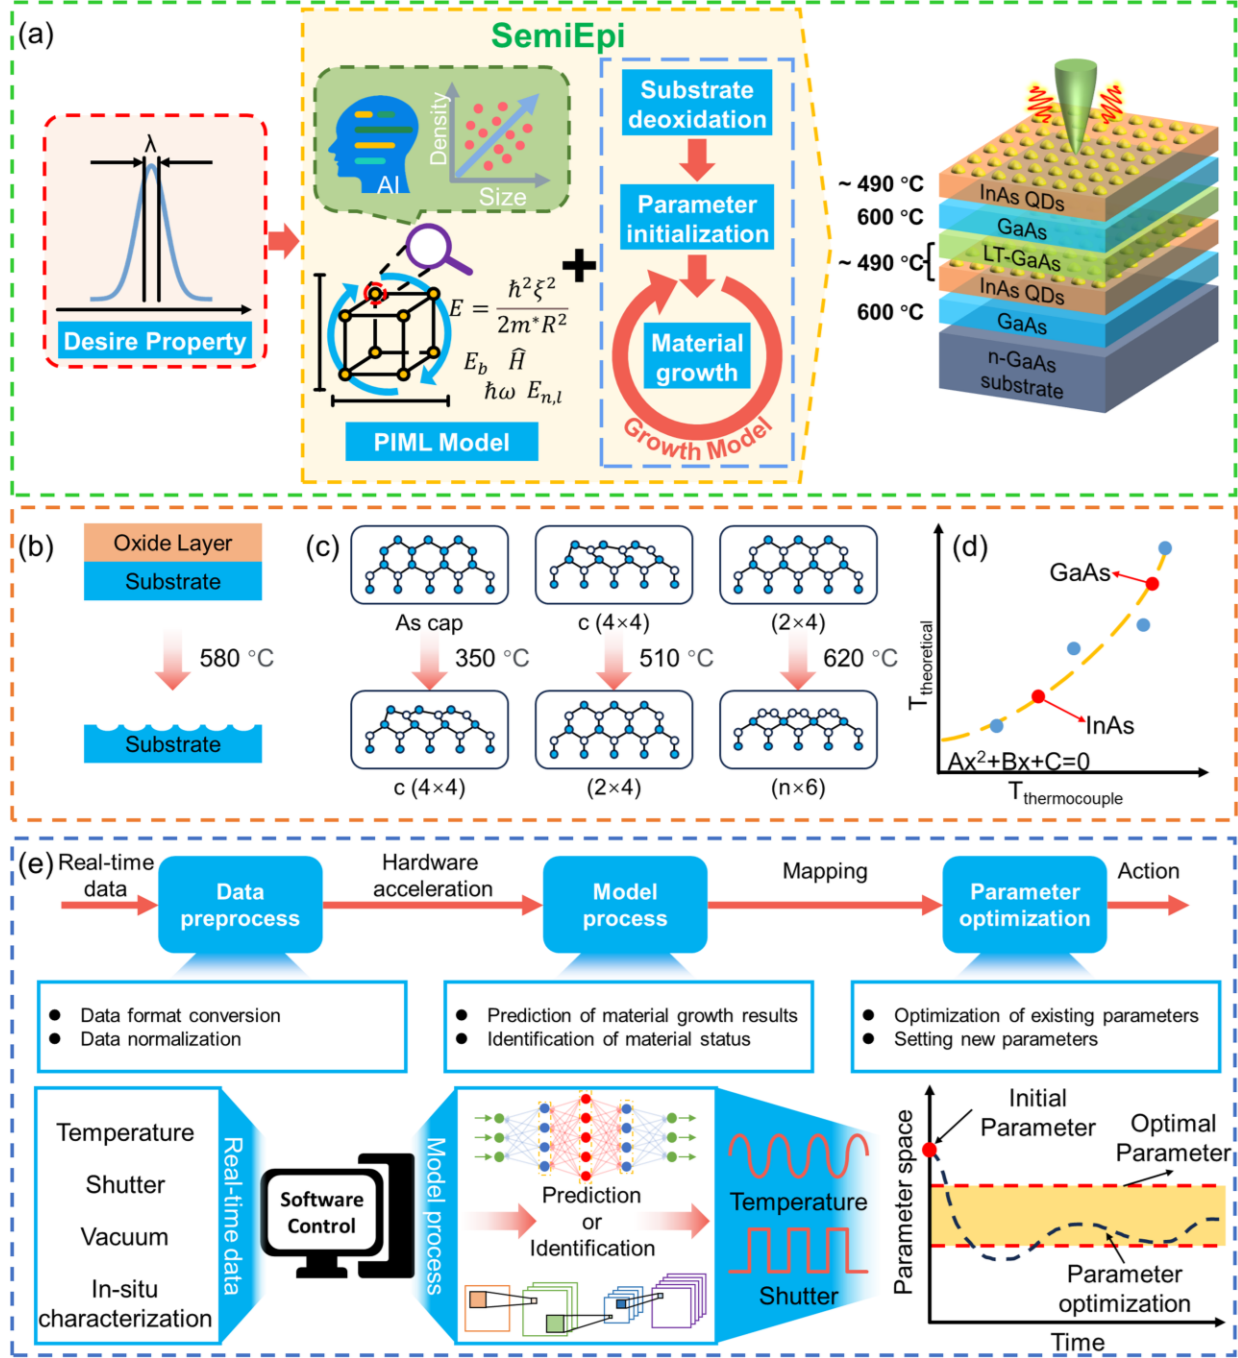 (a)
SemiEpi
λ
Desire Property
AI
Density
Size
E = ℏ²ξ² / 2m*R²
E_b Ĥ
ℏω E_{n,l}
PIML Model
+
Substrate
deoxidation
Parameter
initialization
Material
growth
Growth Model
~ 490 °C
600 °C
~ 490 °C
600 °C
InAs QDs
GaAs
LT-GaAs
InAs QDs
GaAs
n-GaAs
substrate
(b)
Oxide Layer
Substrate
580 °C
Substrate
(c)
As cap
c (4×4)
(2×4)
350 °C
510 °C
620 °C
c (4×4)
(2×4)
(n×6)
(d)
GaAs
InAs
T_theoretical
Ax²+Bx+C=0
T_thermocouple
(e)
Real-time
data
Data
preprocess
Hardware
acceleration
Model
process
Mapping
Parameter
optimization
Action
● Data format conversion
● Data normalization
● Prediction of material growth results
● Identification of material status
● Optimization of existing parameters
● Setting new parameters
Temperature
Shutter
Vacuum
In-situ
characterization
Real-time data
Software
Control
Model process
Prediction
or
Identification
Temperature
Shutter
Parameter space
Initial
Parameter
Optimal
Parameter
Parameter
optimization
Time